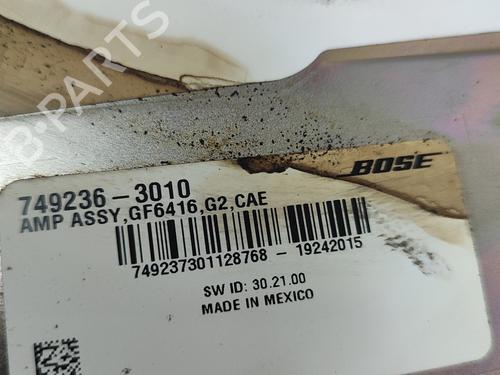 B-PARTS
BOSE
749236-3010
AMP ASSY,GF6416,G2,CAE
749237301128768 - 19242015
SW ID: 30.21.00
MADE IN MEXICO